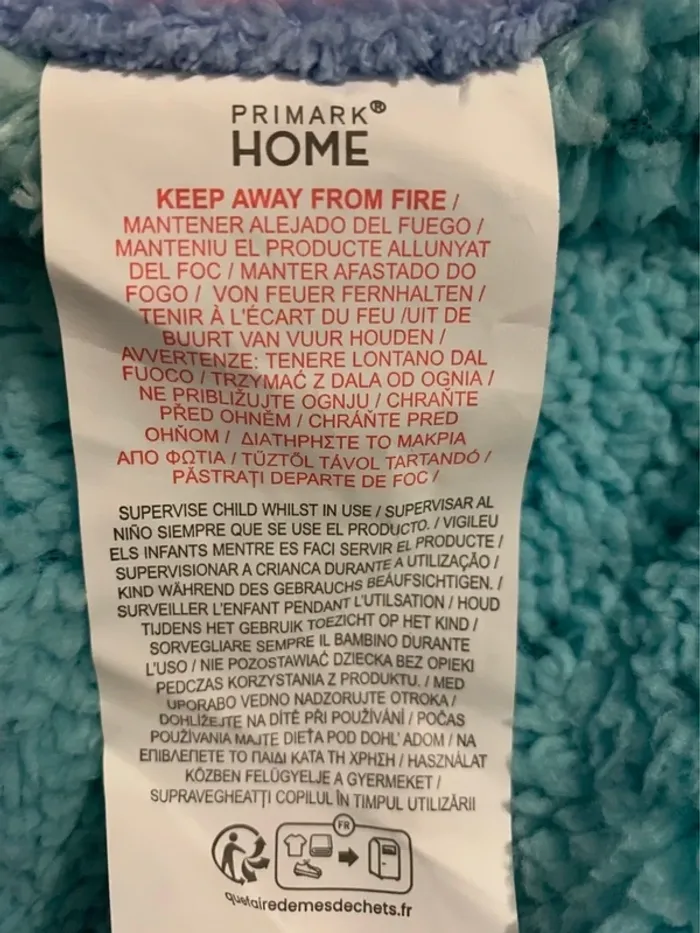 PRIMARK®
HOME
KEEP AWAY FROM FIRE /
MANTENER ALEJADO DEL FUEGO /
MANTENIU EL PRODUCTE ALLUNYAT
DEL FOC / MANTER AFASTADO DO
FOGO / VON FEUER FERNHALTEN /
TENIR À L'ÉCART DU FEU /UIT DE
BUURT VAN VUUR HOUDEN /
AVVERTENZE: TENERE LONTANO DAL
FUOCO / TRZYMAĆ Z DALA OD OGNIA /
NE PRIBLIŽUJTE OGNJU / CHRAŇTE
PŘED OHNĚM / CHRÁŇTE PRED
OHŇOM / ΔΙΑΤΗΡΗΣΤΕ ΤΟ ΜΑΚΡΙΑ
ΑΠΟ ΦΩΤΙΑ / TŰZTŐL TÁVOL TARTANDÓ /
PĂSTRAȚI DEPARTE DE FOC /
SUPERVISE CHILD WHILST IN USE / SUPERVISAR AL
NIÑO SIEMPRE QUE SE USE EL PRODUCTO. / VIGILEU
ELS INFANTS MENTRE ES FACI SERVIR EL PRODUCTE /
SUPERVISIONAR A CRIANCA DURANTE A UTILIZAÇÃO /
KIND WÄHREND DES GEBRAUCHS BEAUFSICHTIGEN. /
SURVEILLER L'ENFANT PENDANT L'UTILSATION / HOUD
TIJDENS HET GEBRUIK TOEZICHT OP HET KIND /
SORVEGLIARE SEMPRE IL BAMBINO DURANTE
L'USO / NIE POZOSTAWIAĆ DZIECKA BEZ OPIEKI
PĘDCZAS KORZYSTANIA Z PRODUKTU. / MED
UPORABO VEDNO NADZORUJTE OTROKA /
DOHLÍŽEJTE NA DÍTĚ PŘI POUŽÍVÁNÍ / POČAS
POUŽÍVANIA MAJTE DIEŤA POD DOHĽADOM / ΝΑ
ΕΠΙΒΛΕΠΕΤΕ ΤΟ ΠΑΙΔΙ ΚΑΤΑ ΤΗ ΧΡΗΣΗ / HASZNÁLAT
KÖZBEN FELÜGYELJE A GYERMEKET /
SUPRAVEGHEAȚI COPILUL ÎN TIMPUL UTILIZĂRII
FR
quefairedemesdechets.fr